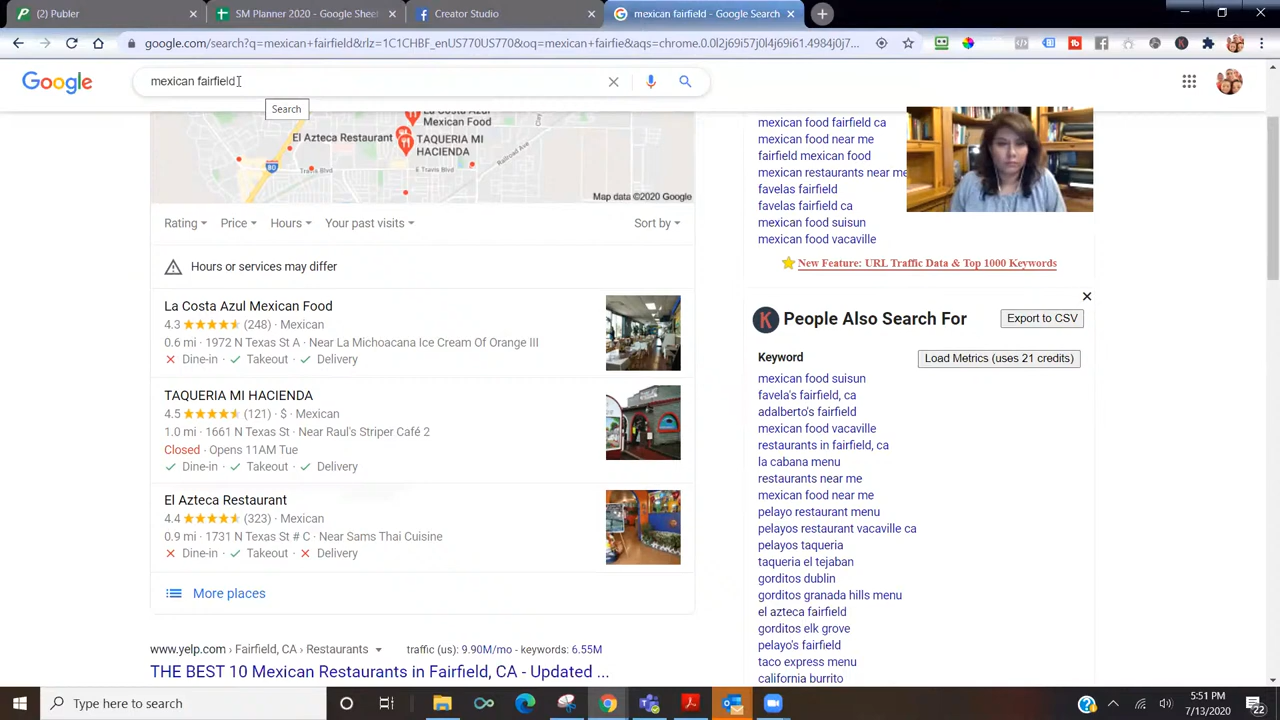 Publer
SM Planner 2020 - Google Sheets
Creator Studio
mexican fairfield - Google Search
google.com/search?q=mexican+fairfield&rlz=1C1CHBF_enUS770US770&oq=mexican+fairfie&aqs=chrome.0.0l2j69i57j0l4j69i61.4984j0j7...
Google
mexican fairfield
Search
La Costa Azul
Mexican Food
El Azteca Restaurant
TAQUERIA MI
HACIENDA
80
Travis Blvd
E Travis Blvd
Railroad Ave
Map data ©2020 Google
Rating
Price
Hours
Your past visits
Sort by
Hours or services may differ
La Costa Azul Mexican Food
4.3 (248) · Mexican
0.6 mi · 1972 N Texas St A · Near La Michoacana Ice Cream Of Orange III
Dine-in · Takeout · Delivery
TAQUERIA MI HACIENDA
4.5 (121) · $ · Mexican
1.0 mi · 1661 N Texas St · Near Raul's Striper Café 2
Closed · Opens 11AM Tue
Dine-in · Takeout · Delivery
El Azteca Restaurant
4.4 (323) · Mexican
0.9 mi · 1731 N Texas St # C · Near Sams Thai Cuisine
Dine-in · Takeout · Delivery
More places
www.yelp.com › Fairfield, CA › Restaurants
traffic (us): 9.90M/mo - keywords: 6.55M
THE BEST 10 Mexican Restaurants in Fairfield, CA - Updated ...
mexican food fairfield ca
mexican food near me
fairfield mexican food
mexican restaurants near me
favelas fairfield
favelas fairfield ca
mexican food suisun
mexican food vacaville
New Feature: URL Traffic Data & Top 1000 Keywords
K People Also Search For
Export to CSV
Keyword
Load Metrics (uses 21 credits)
mexican food suisun
favela's fairfield, ca
adalberto's fairfield
mexican food vacaville
restaurants in fairfield, ca
la cabana menu
restaurants near me
mexican food near me
pelayo restaurant menu
pelayos restaurant vacaville ca
pelayos taqueria
taqueria el tejaban
gorditos dublin
gorditos granada hills menu
el azteca fairfield
gorditos elk grove
pelayo's fairfield
taco express menu
california burrito
Type here to search
5:51 PM
7/13/2020
22